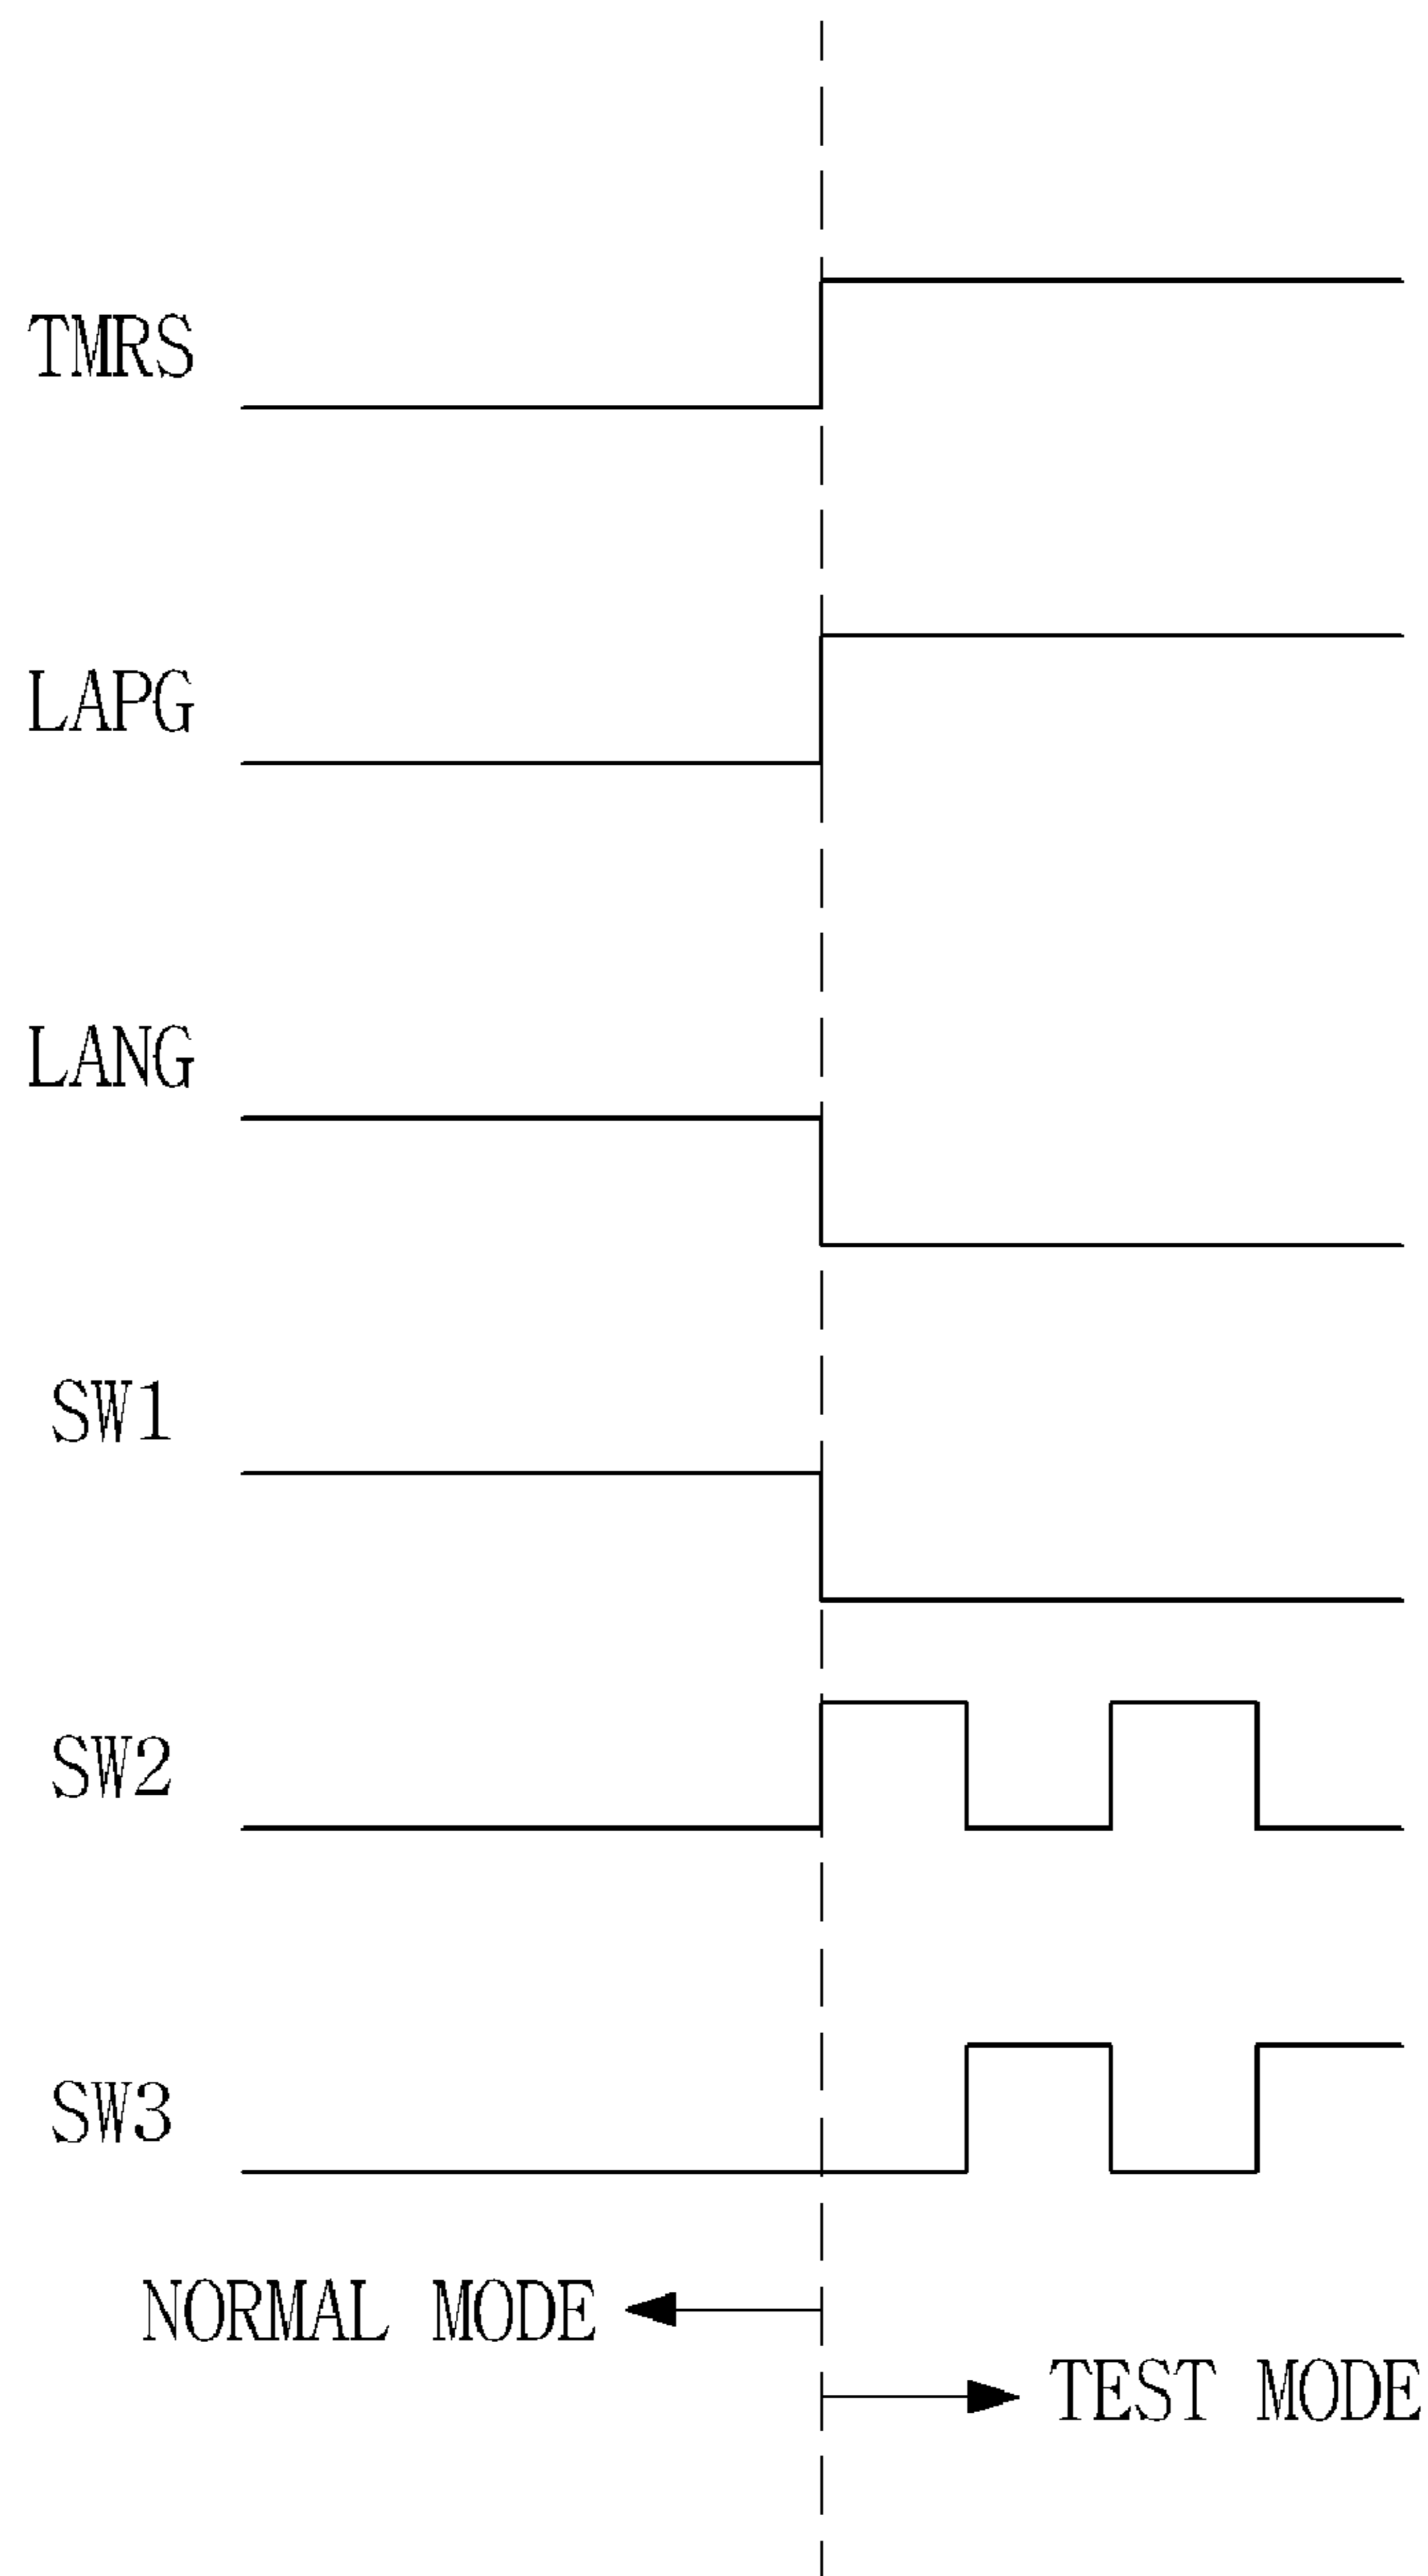 TMRS
LAPG
LANG
SW1
SW2
SW3
NORMAL MODE
TEST MODE